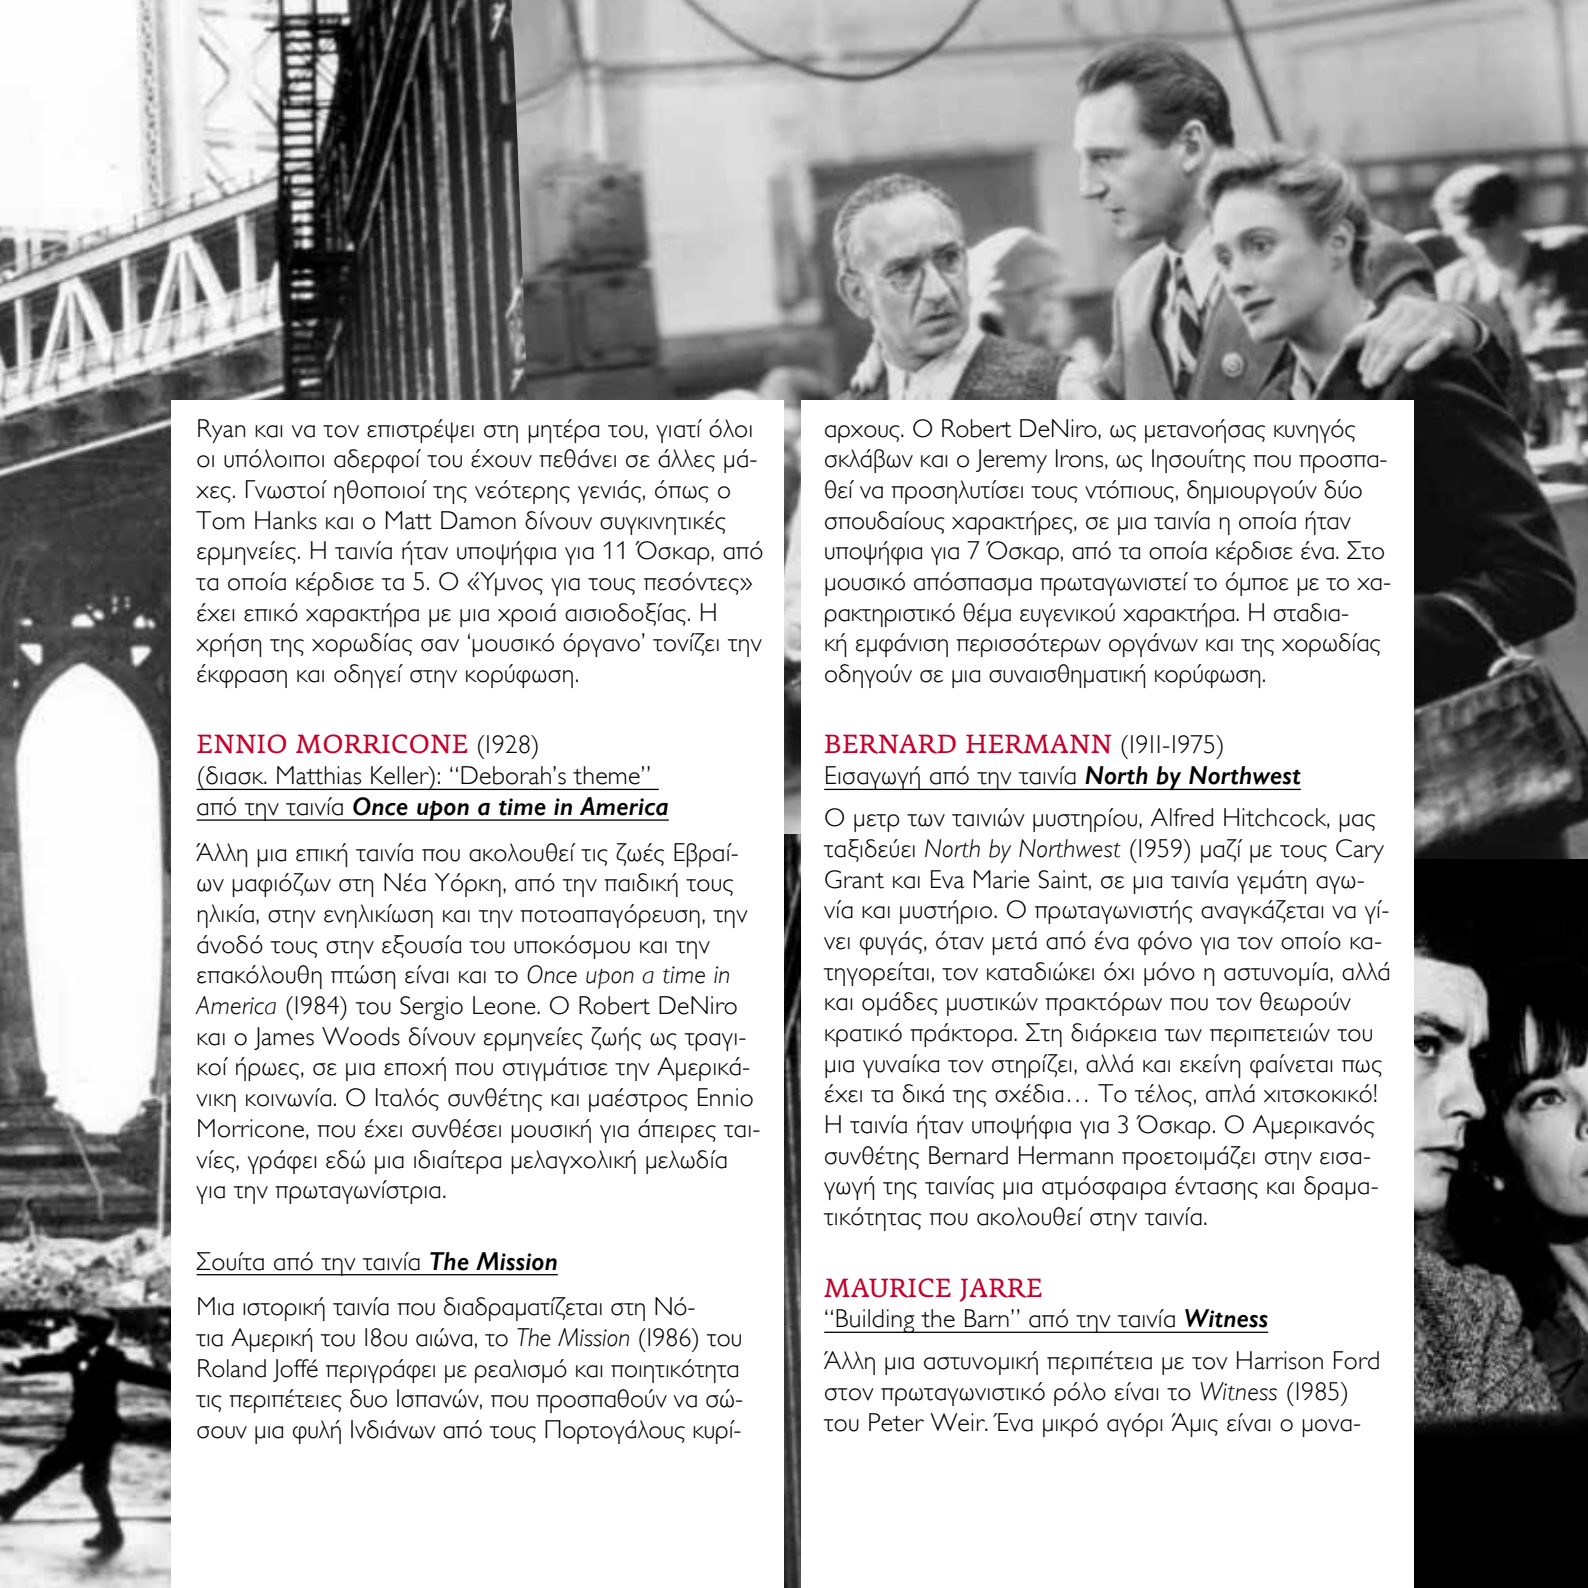 Ryan και να τον επιστρέψει στη μητέρα του, γιατί όλοι
οι υπόλοιποι αδερφοί του έχουν πεθάνει σε άλλες μά-
χες. Γνωστοί ηθοποιοί της νεότερης γενιάς, όπως ο
Tom Hanks και ο Matt Damon δίνουν συγκινητικές
ερμηνείες. Η ταινία ήταν υποψήφια για 11 Όσκαρ, από
τα οποία κέρδισε τα 5. Ο «Ύμνος για τους πεσόντες»
έχει επικό χαρακτήρα με μια χροιά αισιοδοξίας. Η
χρήση της χορωδίας σαν ‘μουσικό όργανο’ τονίζει την
έκφραση και οδηγεί στην κορύφωση.
ENNIO MORRICONE (1928)
(διασκ. Matthias Keller): “Deborah’s theme”
από την ταινία Once upon a time in America
Άλλη μια επική ταινία που ακολουθεί τις ζωές Εβραί-
ων μαφιόζων στη Νέα Υόρκη, από την παιδική τους
ηλικία, στην ενηλικίωση και την ποτοαπαγόρευση, την
άνοδό τους στην εξουσία του υποκόσμου και την
επακόλουθη πτώση είναι και το Once upon a time in
America (1984) του Sergio Leone. Ο Robert DeNiro
και ο James Woods δίνουν ερμηνείες ζωής ως τραγι-
κοί ήρωες, σε μια εποχή που στιγμάτισε την Αμερικά-
νικη κοινωνία. Ο Ιταλός συνθέτης και μαέστρος Ennio
Morricone, που έχει συνθέσει μουσική για άπειρες ται-
νίες, γράφει εδώ μια ιδιαίτερα μελαγχολική μελωδία
για την πρωταγωνίστρια.
Σουίτα από την ταινία The Mission
Μια ιστορική ταινία που διαδραματίζεται στη Νό-
τια Αμερική του 18ου αιώνα, το The Mission (1986) του
Roland Joffé περιγράφει με ρεαλισμό και ποιητικότητα
τις περιπέτειες δυο Ισπανών, που προσπαθούν να σώ-
σουν μια φυλή Ινδιάνων από τους Πορτογάλους κυρί-
αρχους. Ο Robert DeNiro, ως μετανοήσας κυνηγός
σκλάβων και ο Jeremy Irons, ως Ιησουίτης που προσπα-
θεί να προσηλυτίσει τους ντόπιους, δημιουργούν δύο
σπουδαίους χαρακτήρες, σε μια ταινία η οποία ήταν
υποψήφια για 7 Όσκαρ, από τα οποία κέρδισε ένα. Στο
μουσικό απόσπασμα πρωταγωνιστεί το όμποε με το χα-
ρακτηριστικό θέμα ευγενικού χαρακτήρα. Η σταδια-
κή εμφάνιση περισσότερων οργάνων και της χορωδίας
οδηγούν σε μια συναισθηματική κορύφωση.
BERNARD HERMANN (1911-1975)
Εισαγωγή από την ταινία North by Northwest
Ο μετρ των ταινιών μυστηρίου, Alfred Hitchcock, μας
ταξιδεύει North by Northwest (1959) μαζί με τους Cary
Grant και Eva Marie Saint, σε μια ταινία γεμάτη αγω-
νία και μυστήριο. Ο πρωταγωνιστής αναγκάζεται να γί-
νει φυγάς, όταν μετά από ένα φόνο για τον οποίο κα-
τηγορείται, τον καταδιώκει όχι μόνο η αστυνομία, αλλά
και ομάδες μυστικών πρακτόρων που τον θεωρούν
κρατικό πράκτορα. Στη διάρκεια των περιπετειών του
μια γυναίκα τον στηρίζει, αλλά και εκείνη φαίνεται πως
έχει τα δικά της σχέδια… Το τέλος, απλά χιτσκοκικό!
Η ταινία ήταν υποψήφια για 3 Όσκαρ. Ο Αμερικανός
συνθέτης Bernard Hermann προετοιμάζει στην εισα-
γωγή της ταινίας μια ατμόσφαιρα έντασης και δραμα-
τικότητας που ακολουθεί στην ταινία.
MAURICE JARRE
“Building the Barn” από την ταινία Witness
Άλλη μια αστυνομική περιπέτεια με τον Harrison Ford
στον πρωταγωνιστικό ρόλο είναι το Witness (1985)
του Peter Weir. Ένα μικρό αγόρι Άμις είναι ο μονα-